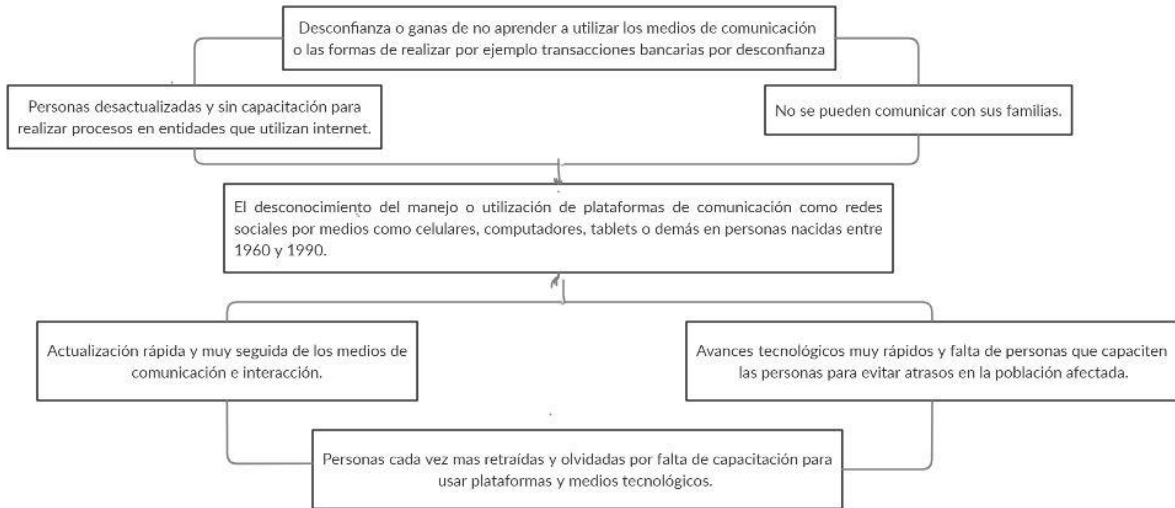 Desconfianza o ganas de no aprender a utilizar los medios de comunicación
o las formas de realizar por ejemplo transacciones bancarias por desconfianza
Personas desactualizadas y sin capacitación para
realizar procesos en entidades que utilizan internet.
No se pueden comunicar con sus familias.
El desconocimiento del manejo o utilización de plataformas de comunicación como redes
sociales por medios como celulares, computadores, tablets o demás en personas nacidas entre
1960 y 1990.
Actualización rápida y muy seguida de los medios de
comunicación e interacción.
Avances tecnológicos muy rápidos y falta de personas que capaciten
las personas para evitar atrasos en la población afectada.
Personas cada vez mas retraídas y olvidadas por falta de capacitación para
usar plataformas y medios tecnológicos.